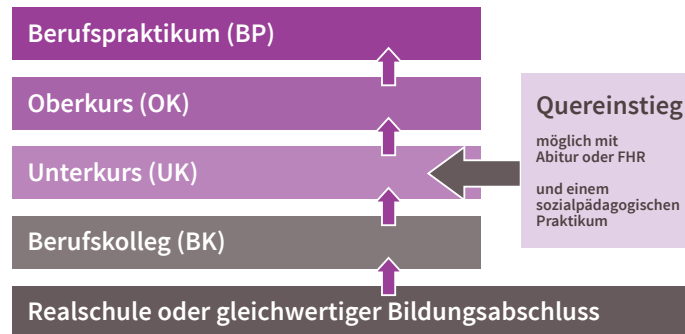 Berufspraktikum (BP)
Oberkurs (OK)
Unterkurs (UK)
Berufskolleg (BK)
Realschule oder gleichwertiger Bildungsabschluss
Quereinstieg
möglich mit
Abitur oder FHR
und einem
sozialpädagogischen
Praktikum